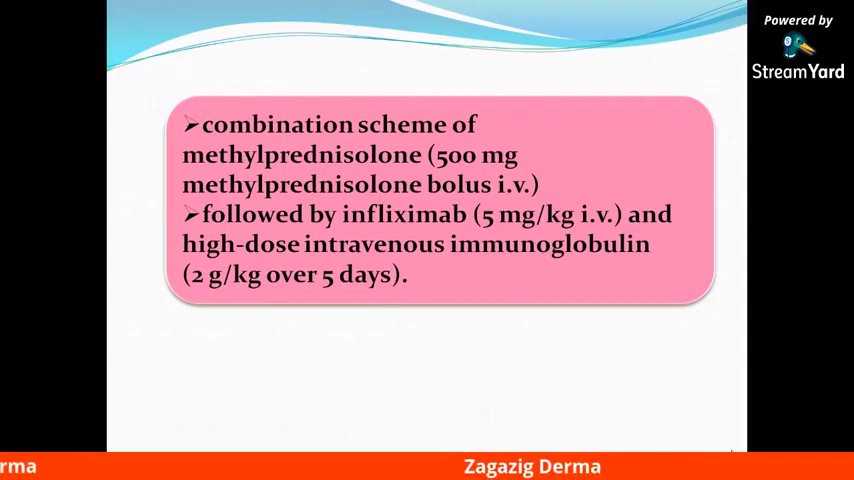 Powered by
StreamYard
➢combination scheme of
methylprednisolone (500 mg
methylprednisolone bolus i.v.)
➢followed by infliximab (5 mg/kg i.v.) and
high-dose intravenous immunoglobulin
(2 g/kg over 5 days).
rma
Zagazig Derma